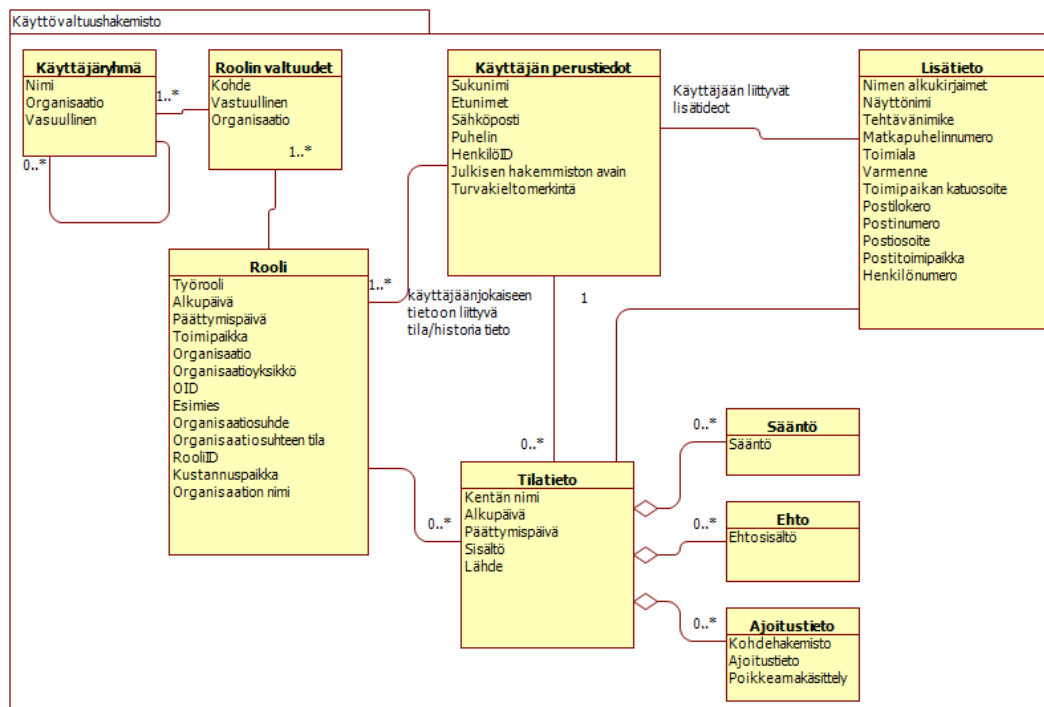 Käyttövaltuushakemisto
Käyttäjäryhmä
Nimi
Organisaatio
Vasuullinen
1..*
0..*
Roolin valtuudet
Kohde
Vastuullinen
Organisaatio
1..*
Käyttäjän perustiedot
Sukunimi
Etunimet
Sähköposti
Puhelin
HenkilöID
Julkisen hakemmiston avain
Turvakieltomerkintä
Käyttäjään liittyvät
lisätideot
Lisätieto
Nimen alkukirjaimet
Näyttönimi
Tehtävänimike
Matkapuhelinnumero
Toimiala
Varmenne
Toimipaikan katuosoite
Postilokero
Postinumero
Postiosoite
Postitoimipaikka
Henkilönumero
Rooli
Työrooli
Alkupäivä
Päättymispäivä
Toimipaikka
Organisaatio
Organisaatioyksikkö
OID
Esimies
Organisaatiosuhde
Organisaatiosuhteen tila
RooliID
Kustannuspaikka
Organisaation nimi
1..*
käyttäjäänjokaiseen
tietoon liittyvä
tila/historia tieto
1
0..*
0..*
Tilatieto
Kentän nimi
Alkupäivä
Päättymispäivä
Sisältö
Lähde
0..*
Sääntö
Sääntö
0..*
Ehto
Ehtosisältö
0..*
Ajoitustieto
Kohdehakemisto
Ajoitustieto
Poikkeamakäsittely